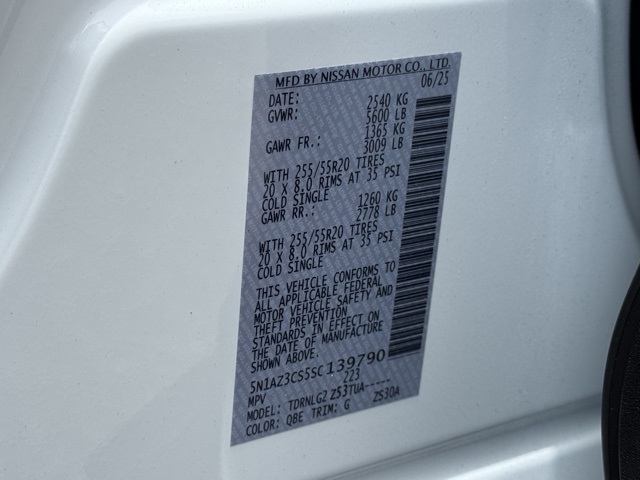 MFD BY NISSAN MOTOR CO., LTD.
DATE: 06/25
GVWR: 2540 KG
5600 LB
GAWR FR.: 1365 KG
3009 LB
WITH 255/55R20 TIRES
20 X 8.0 RIMS AT 35 PSI
COLD SINGLE
GAWR RR.: 1260 KG
2778 LB
WITH 255/55R20 TIRES
20 X 8.0 RIMS AT 35 PSI
COLD SINGLE
THIS VEHICLE CONFORMS TO
ALL APPLICABLE FEDERAL
MOTOR VEHICLE SAFETY AND
THEFT PREVENTION
STANDARDS IN EFFECT ON
THE DATE OF MANUFACTURE
SHOWN ABOVE.
5N1AZ3CS5SC139790
MPV 223
MODEL: TDRNLG2 Z53TUA-----
COLOR: QBE TRIM: G ZS30A